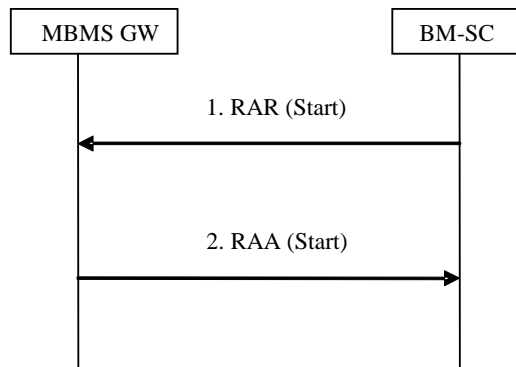 MBMS GW
BM-SC
1. RAR (Start)
2. RAA (Start)